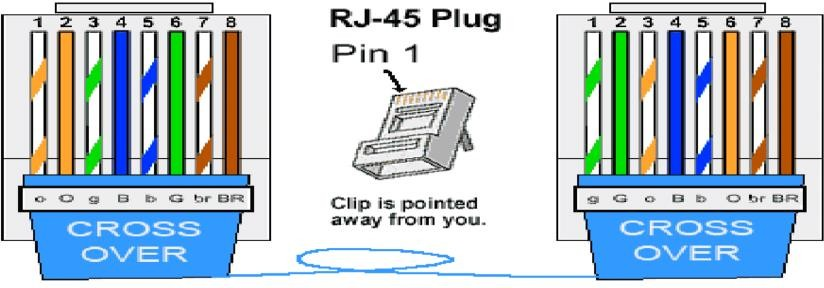 1 2 3 4 5 6 7 8
o O g B b G br BR
CROSS
OVER
RJ-45 Plug
Pin 1
Clip is pointed
away from you.
1 2 3 4 5 6 7 8
g G o B b O br BR
CROSS
OVER